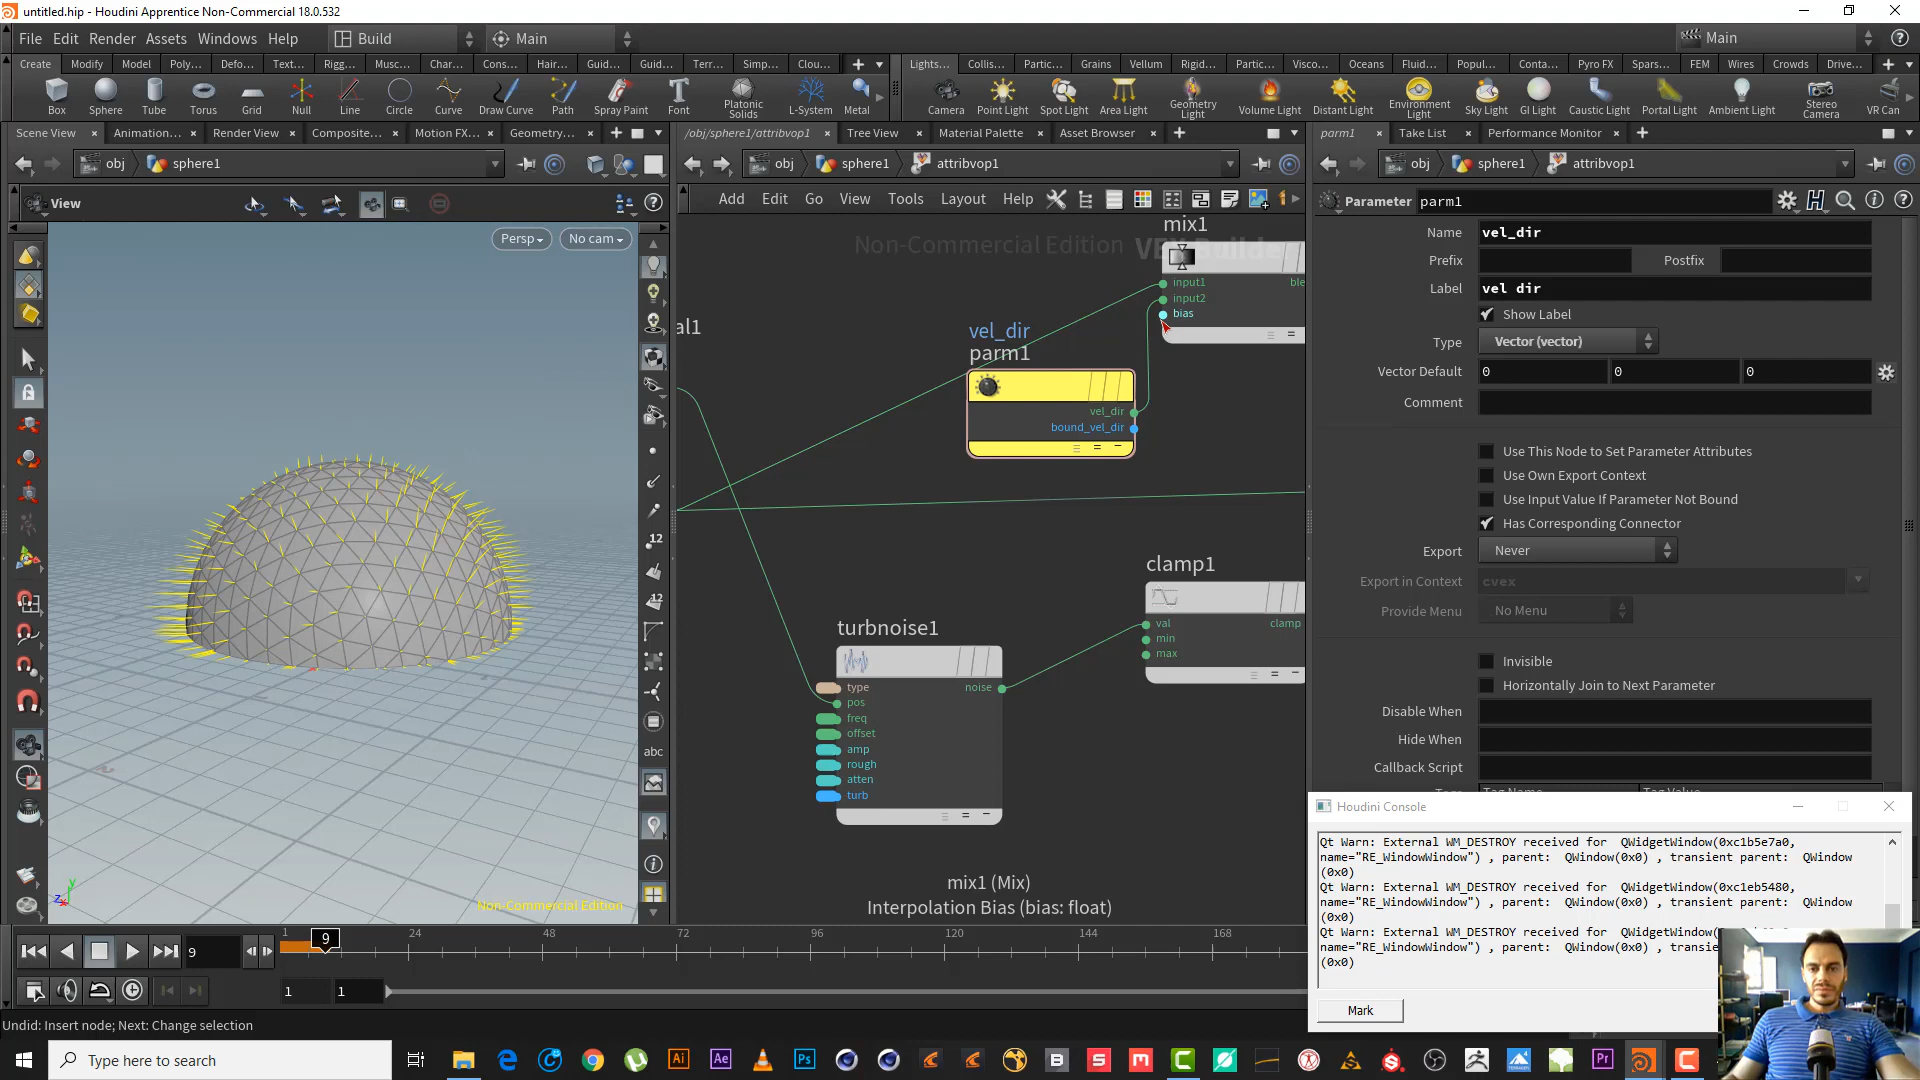 untitled.hip - Houdini Apprentice Non-Commercial 18.0.532
File Edit Render Assets Windows Help Build Main Main
Create Modify Model Poly... Defo... Text... Rigg... Musc... Char... Cons... Hair... Guid... Guid... Terr... Simp... Clou... Lights... Collis... Partic... Grains Vellum Rigid... Partic... Visco... Oceans Fluid... Popul... Conta... Pyro FX Spars... FEM Wires Crowds Drive...
Box Sphere Tube Torus Grid Null Line Circle Curve Draw Curve Path Spray Paint Font Platonic Solids L-System Metal Camera Point Light Spot Light Area Light Geometry Light Volume Light Distant Light Environment Light Sky Light GI Light Caustic Light Portal Light Ambient Light Stereo Camera VR Can
Scene View Animation... Render View Composite... Motion FX... Geometry... /obj/sphere1/attribvop1 Tree View Material Palette Asset Browser parm1 Take List Performance Monitor
obj sphere1 obj sphere1 attribvop1 obj sphere1 attribvop1
View Add Edit Go View Tools Layout Help Parameter parm1
Persp No cam
Non-Commercial Edition
mix1
input1
ble
input2
bias
al1
vel_dir
parm1
vel_dir
bound_vel_dir
clamp1
val clamp
min
max
turbnoise1
type noise
pos
freq
offset
amp
rough
atten
turb
mix1 (Mix)
Interpolation Bias (bias: float)
Non-Commercial Edition
y
z
x
12
12
abc
Name vel_dir
Prefix Postfix
Label vel dir
Show Label
Type Vector (vector)
Vector Default 0 0 0
Comment
Use This Node to Set Parameter Attributes
Use Own Export Context
Use Input Value If Parameter Not Bound
Has Corresponding Connector
Export Never
Export in Context cvex
Provide Menu No Menu
Invisible
Horizontally Join to Next Parameter
Disable When
Hide When
Callback Script
Tag Name Tag Value
Houdini Console
Qt Warn: External WM_DESTROY received for QWidgetWindow(0xc1b5e7a0,
name="RE_WindowWindow") , parent: QWindow(0x0) , transient parent: QWindow
(0x0)
Qt Warn: External WM_DESTROY received for QWidgetWindow(0xc1eb5480,
name="RE_WindowWindow") , parent: QWindow(0x0) , transient parent: QWindow
(0x0)
Qt Warn: External WM_DESTROY received for QWidgetWindow(
name="RE_WindowWindow") , parent: QWindow(0x0) , transie
(0x0)
Mark
1 9 24 48 72 96 120 144 168
9
1 1
Undid: Insert node; Next: Change selection
Type here to search
Ai Ae Ps B S M Pr C